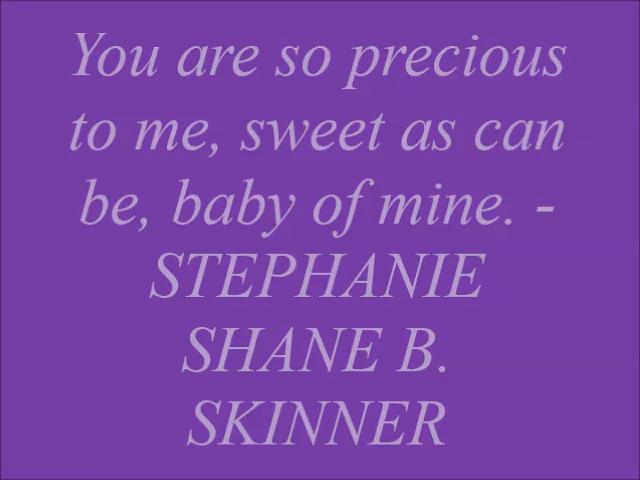 You are so precious
to me, sweet as can
be, baby of mine. -
STEPHANIE
SHANE B.
SKINNER